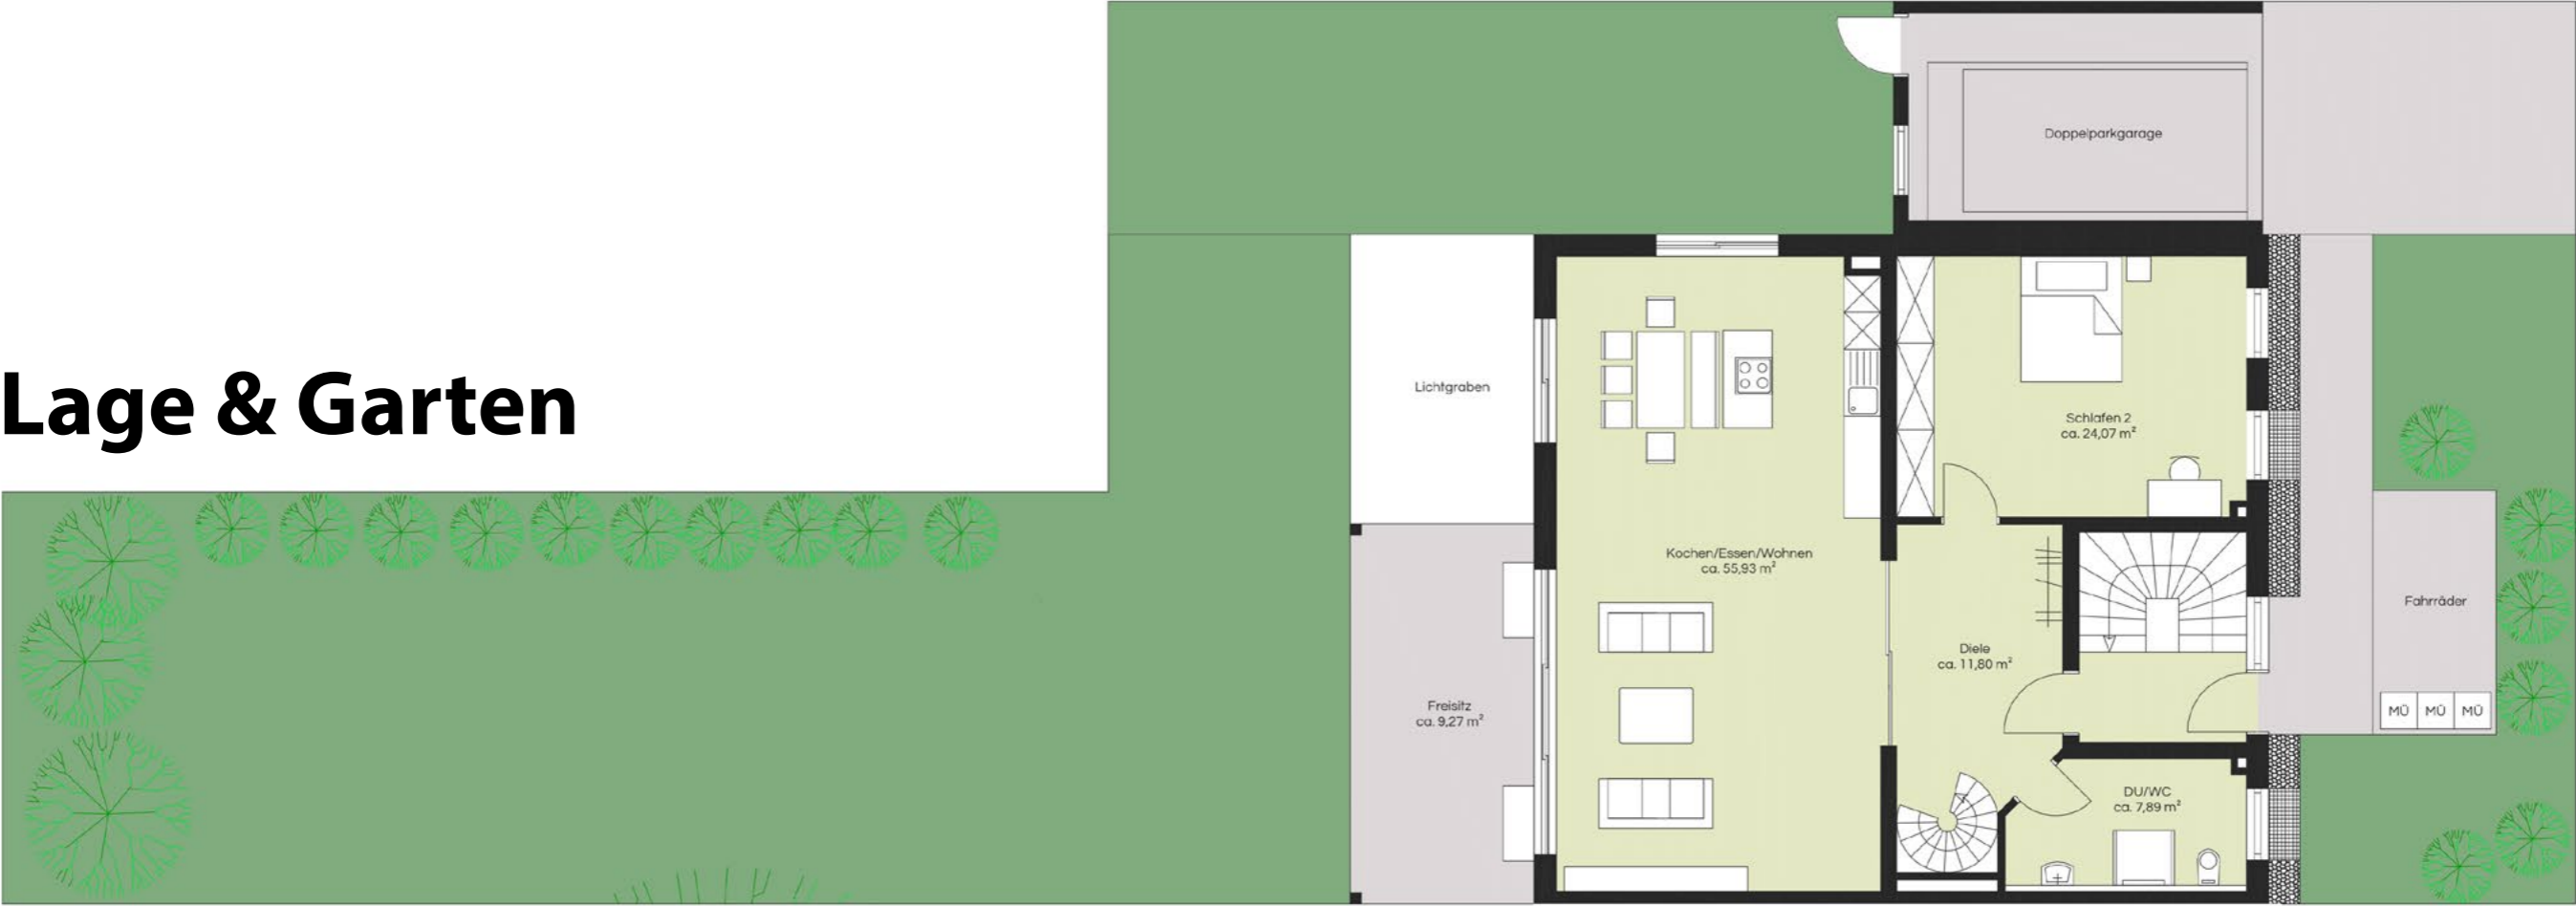 Lage & Garten
Doppelparkgarage
Lichtgraben
Schlafen 2
ca. 24,07 m²
Kochen/Essen/Wohnen
ca. 55,93 m²
Fahrräder
Diele
ca. 11,80 m²
Freisitz
ca. 9,27 m²
MÜ MÜ MÜ
DU/WC
ca. 7,89 m²